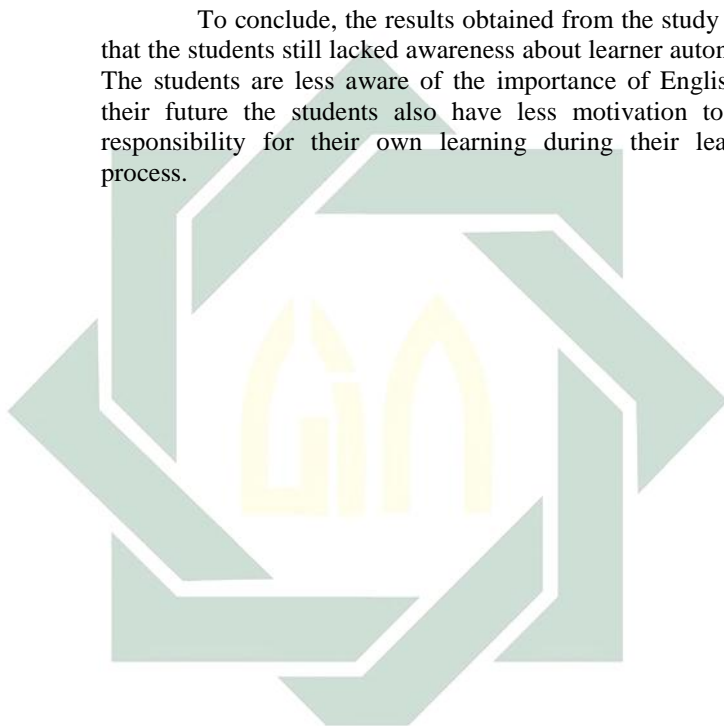 To conclude, the results obtained from the study
that the students still lacked awareness about learner auton
The students are less aware of the importance of Englis
their future the students also have less motivation to
responsibility for their own learning during their lea
process.